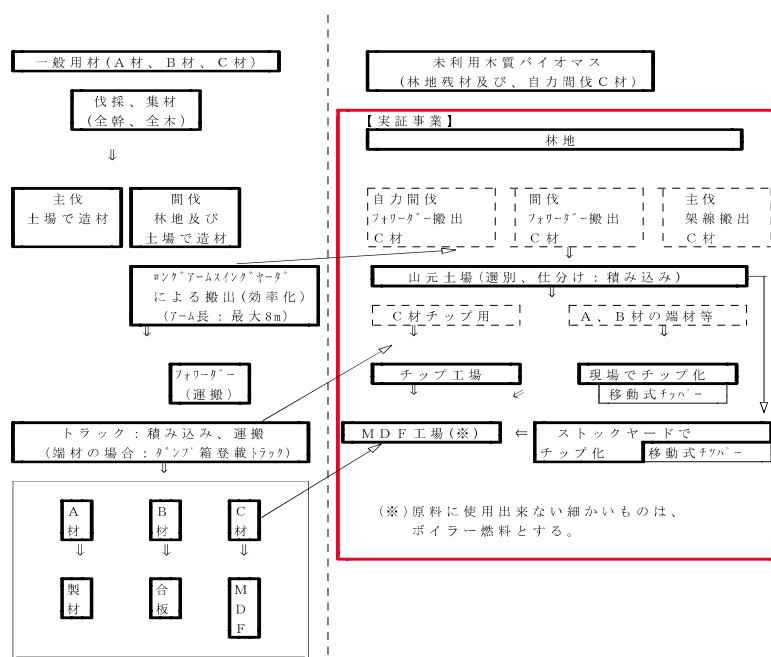 一般用材(A材、B材、C材)
伐採、集材
(全幹、全木)
⇓
主伐
土場で造材
間伐
林地及び
土場で造材
ﾛﾝｸﾞｱｰﾑｽｲﾝｸﾞﾔｰﾀﾞ
による搬出(効率化)
(ｱｰﾑ長：最大8m)
⇓
ﾌｫﾜｰﾀﾞｰ
(運搬)
トラック：積み込み、運搬
(端材の場合：ﾀﾞﾝﾌﾟ箱登載ﾄﾗｯｸ)
⇓
A材
B材
C材
⇓ ⇓ ⇓
製材
合板
MDF
未利用木質バイオマス
(林地残材及び、自力間伐C材)
【実証事業】
林地
自力間伐
ﾌｫﾜｰﾀﾞｰ搬出
C材
間伐
ﾌｫﾜｰﾀﾞｰ搬出
C材
主伐
架線搬出
C材
⇓
山元土場(選別、仕分け：積み込み)
⇓
C材チップ用
A、B材の端材等
⇓ ⇓
チップ工場
現場でチップ化
移動式ﾁｯﾊﾟｰ
⇓ ⇙
MDF工場(※)
⇐
ストックヤードで
チップ化
移動式ﾁﾘﾊﾟｰ
(※)原料に使用出来ない細かいものは、
ボイラー燃料とする。